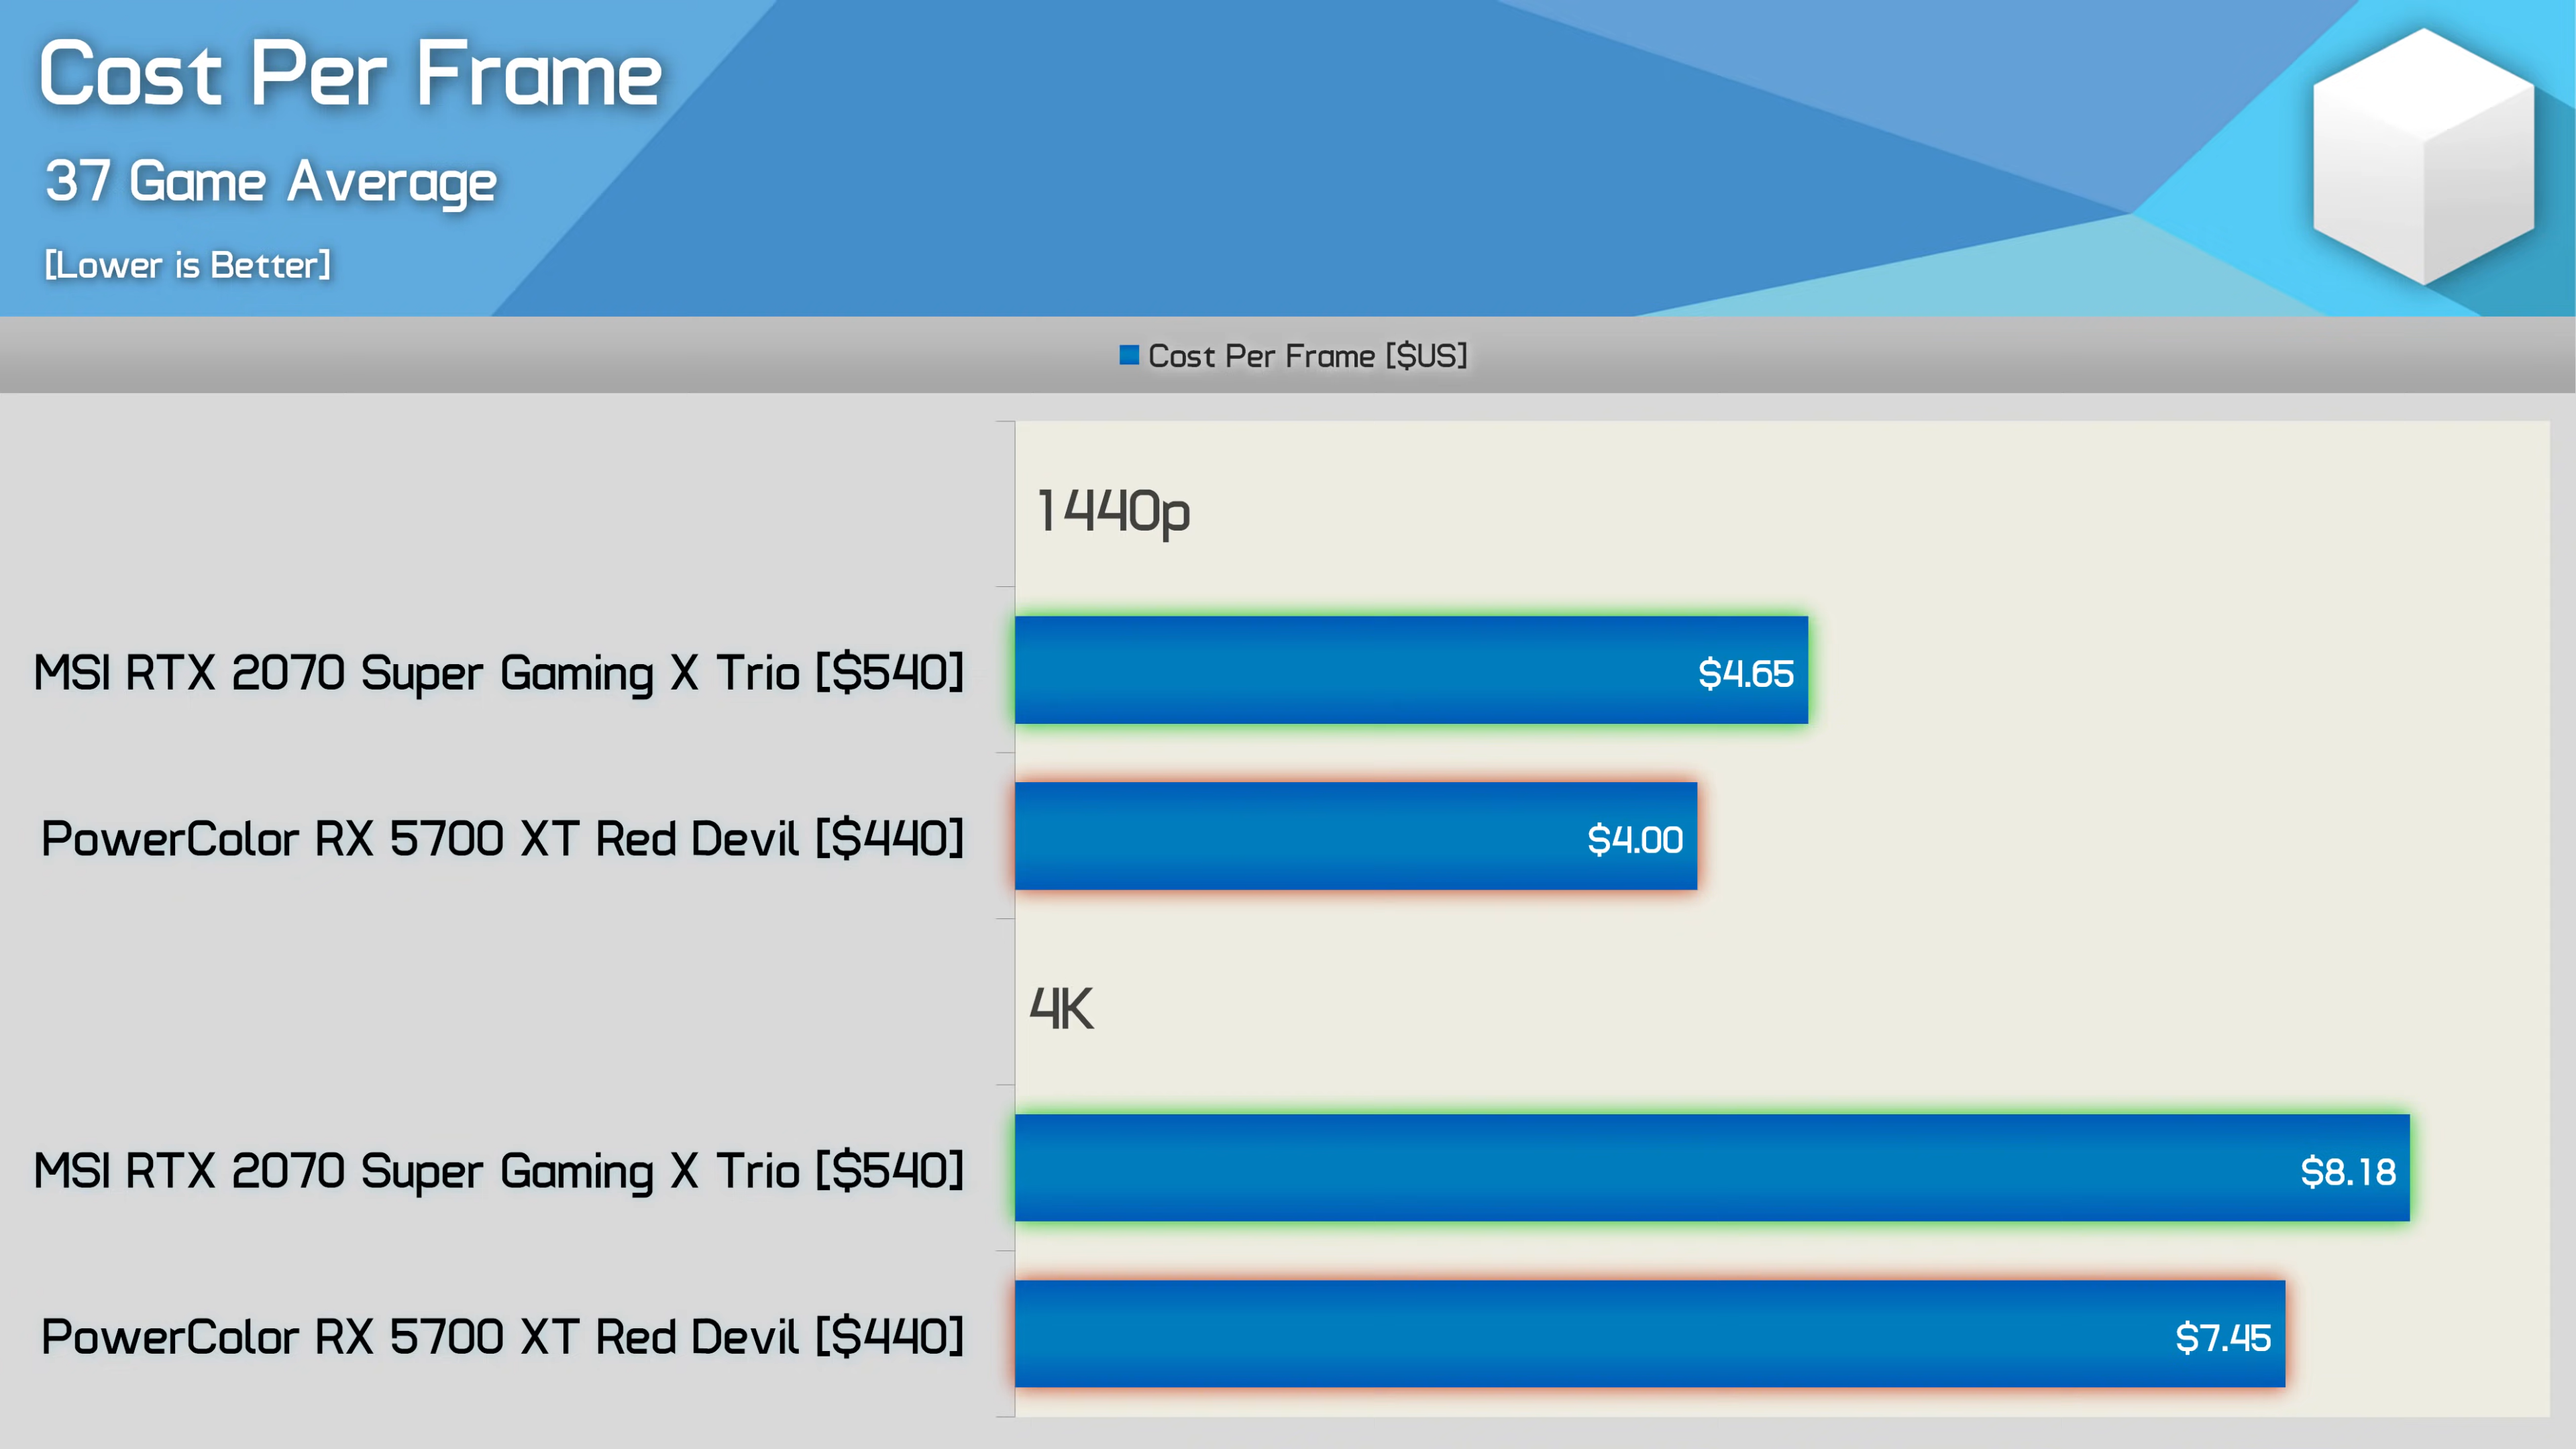 Cost Per Frame
37 Game Average
[Lower is Better]
Cost Per Frame [$US]
1440p
MSI RTX 2070 Super Gaming X Trio [$540]
$4.65
PowerColor RX 5700 XT Red Devil [$440]
$4.00
4K
MSI RTX 2070 Super Gaming X Trio [$540]
$8.18
PowerColor RX 5700 XT Red Devil [$440]
$7.45